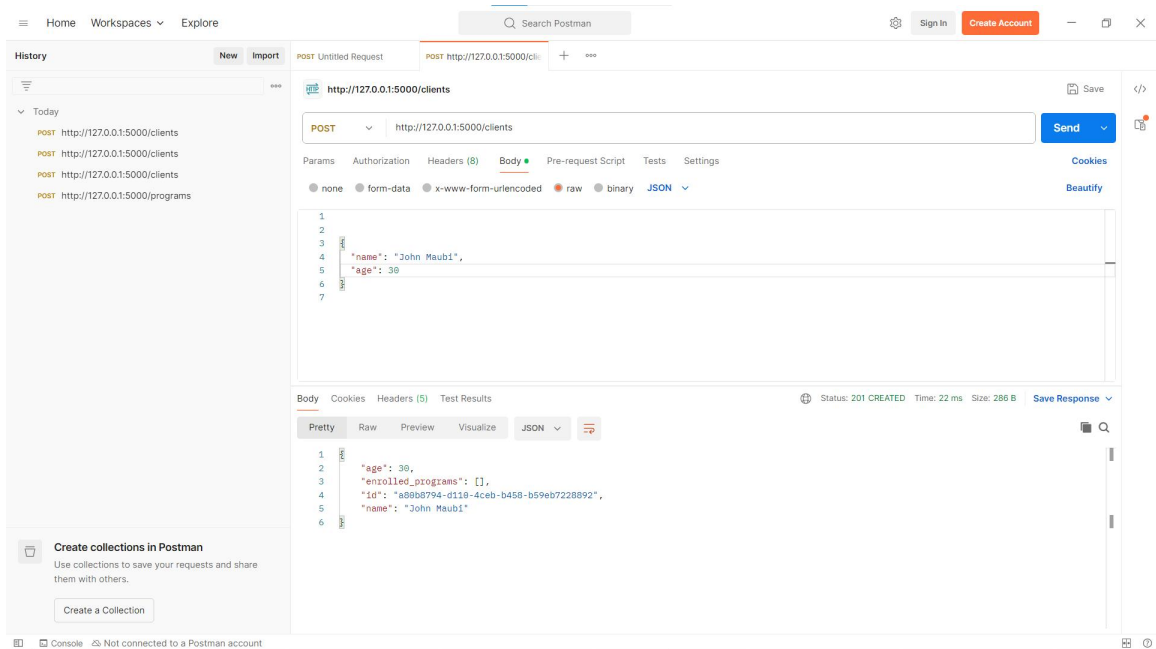 Home Workspaces Explore Search Postman Sign In Create Account
History New Import
POST Untitled Request POST http://127.0.0.1:5000/clie
HTTP http://127.0.0.1:5000/clients Save </>
Today
POST http://127.0.0.1:5000/clients
POST http://127.0.0.1:5000/clients
POST http://127.0.0.1:5000/clients
POST http://127.0.0.1:5000/programs
POST http://127.0.0.1:5000/clients Send
Params Authorization Headers (8) Body Pre-request Script Tests Settings Cookies
none form-data x-www-form-urlencoded raw binary JSON Beautify
1
2
3 {
4 "name": "John Maubi",
5 "age": 30
6 }
7
Body Cookies Headers (5) Test Results Status: 201 CREATED Time: 22 ms Size: 286 B Save Response
Pretty Raw Preview Visualize JSON
1 {
2 "age": 30,
3 "enrolled_programs": [],
4 "id": "a80b8794-d110-4ceb-b458-b59eb7228892",
5 "name": "John Maubi"
6 }
Create collections in Postman
Use collections to save your requests and share
them with others.
Create a Collection
Console Not connected to a Postman account